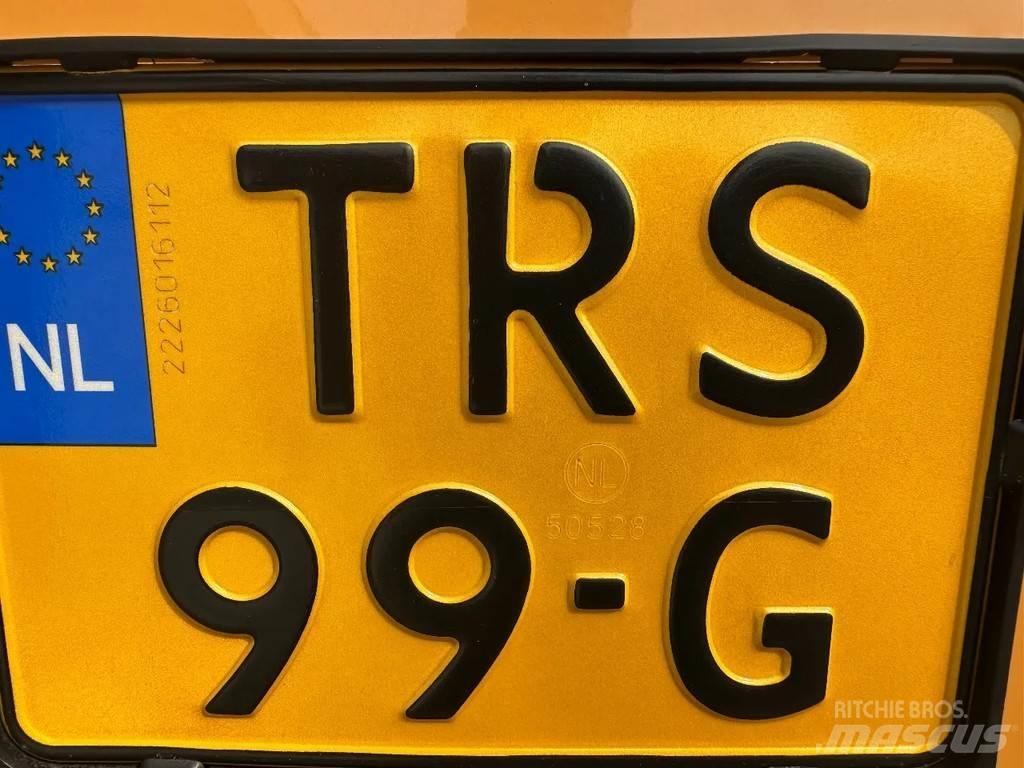 TRS
2226016112
NL
NL
50528
99-G
RITCHIE BROS.
MASCUS